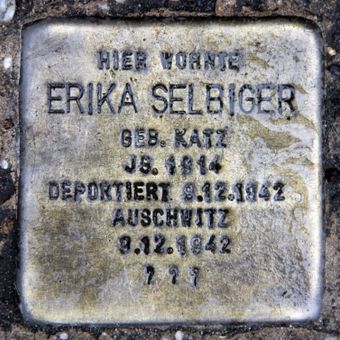 HIER WOHNTE
ERIKA SELBIGER
GEB. KATZ
JG. 1914
DEPORTIERT 9.12.1942
AUSCHWITZ
9.12.1942
? ? ?